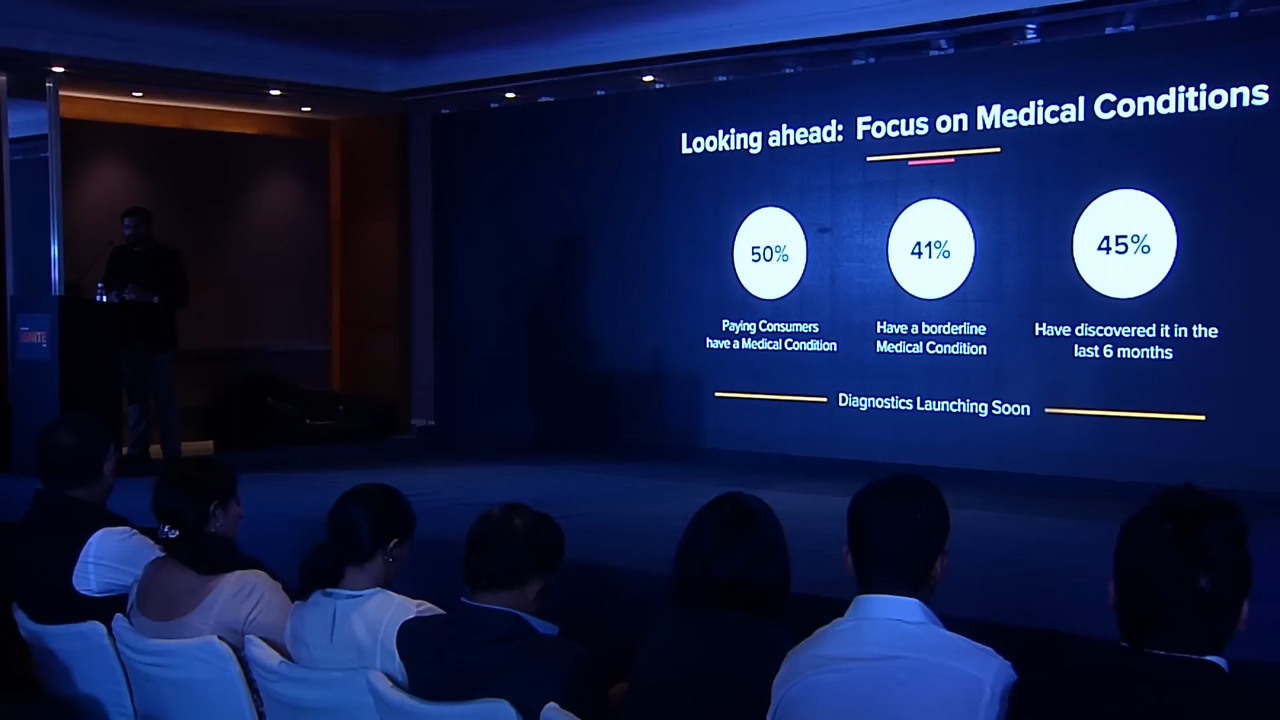 Looking ahead: Focus on Medical Conditions
50%
41%
45%
Paying Consumers
have a Medical Condition
Have a borderline
Medical Condition
Have discovered it in the
last 6 months
Diagnostics Launching Soon
IGNITE